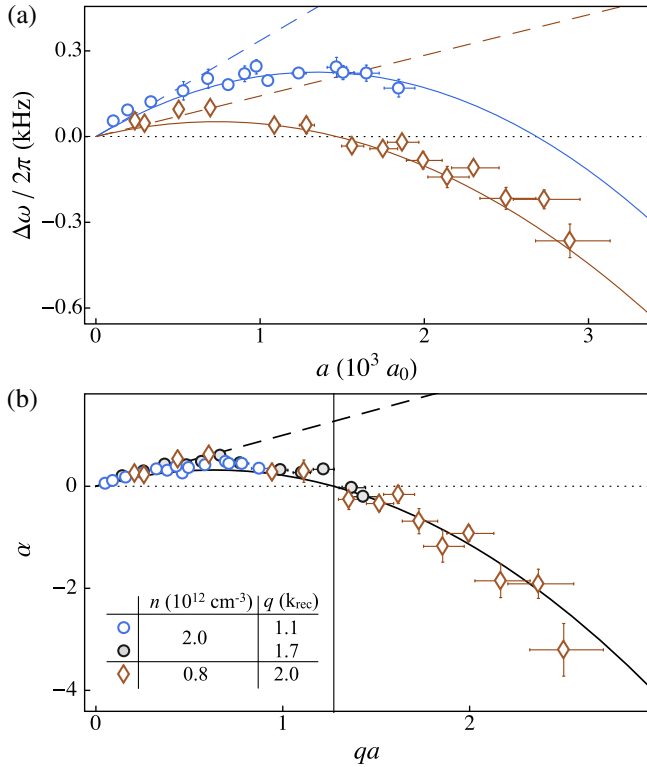 (a)
0.3
0.0
−0.3
−0.6
Δω / 2π (kHz)
0 1 2 3
a (10³ a₀)
(b)
0
−2
−4
α
n (10¹² cm⁻³) q (k_rec)
2.0 1.1
1.7
0.8 2.0
0 1 2
qa